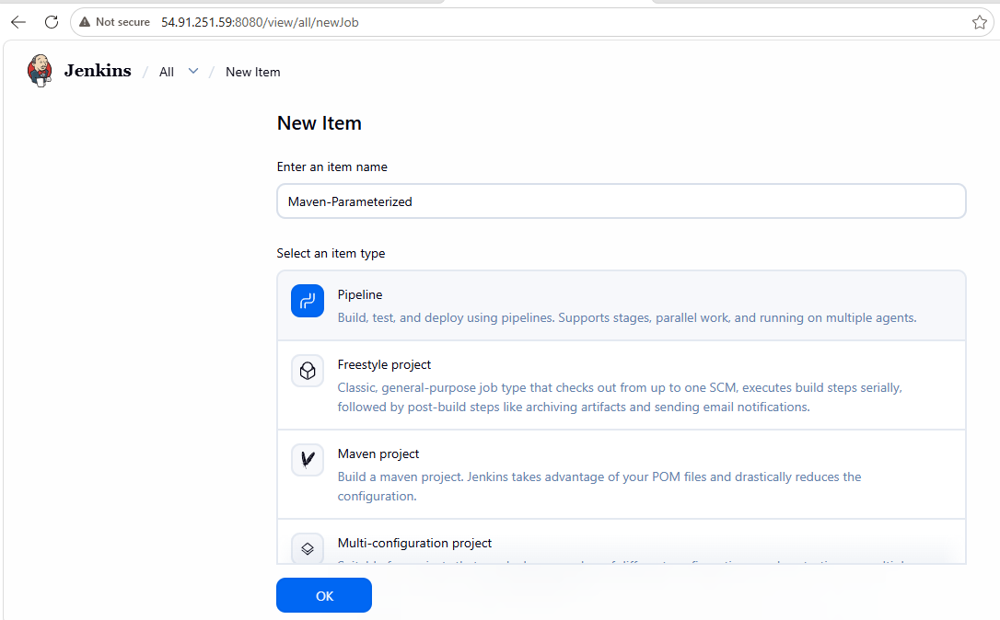 Not secure 54.91.251.59:8080/view/all/newJob
Jenkins / All / New Item
New Item
Enter an item name
Maven-Parameterized
Select an item type
Pipeline
Build, test, and deploy using pipelines. Supports stages, parallel work, and running on multiple agents.
Freestyle project
Classic, general-purpose job type that checks out from up to one SCM, executes build steps serially,
followed by post-build steps like archiving artifacts and sending email notifications.
Maven project
Build a maven project. Jenkins takes advantage of your POM files and drastically reduces the
configuration.
Multi-configuration project
OK